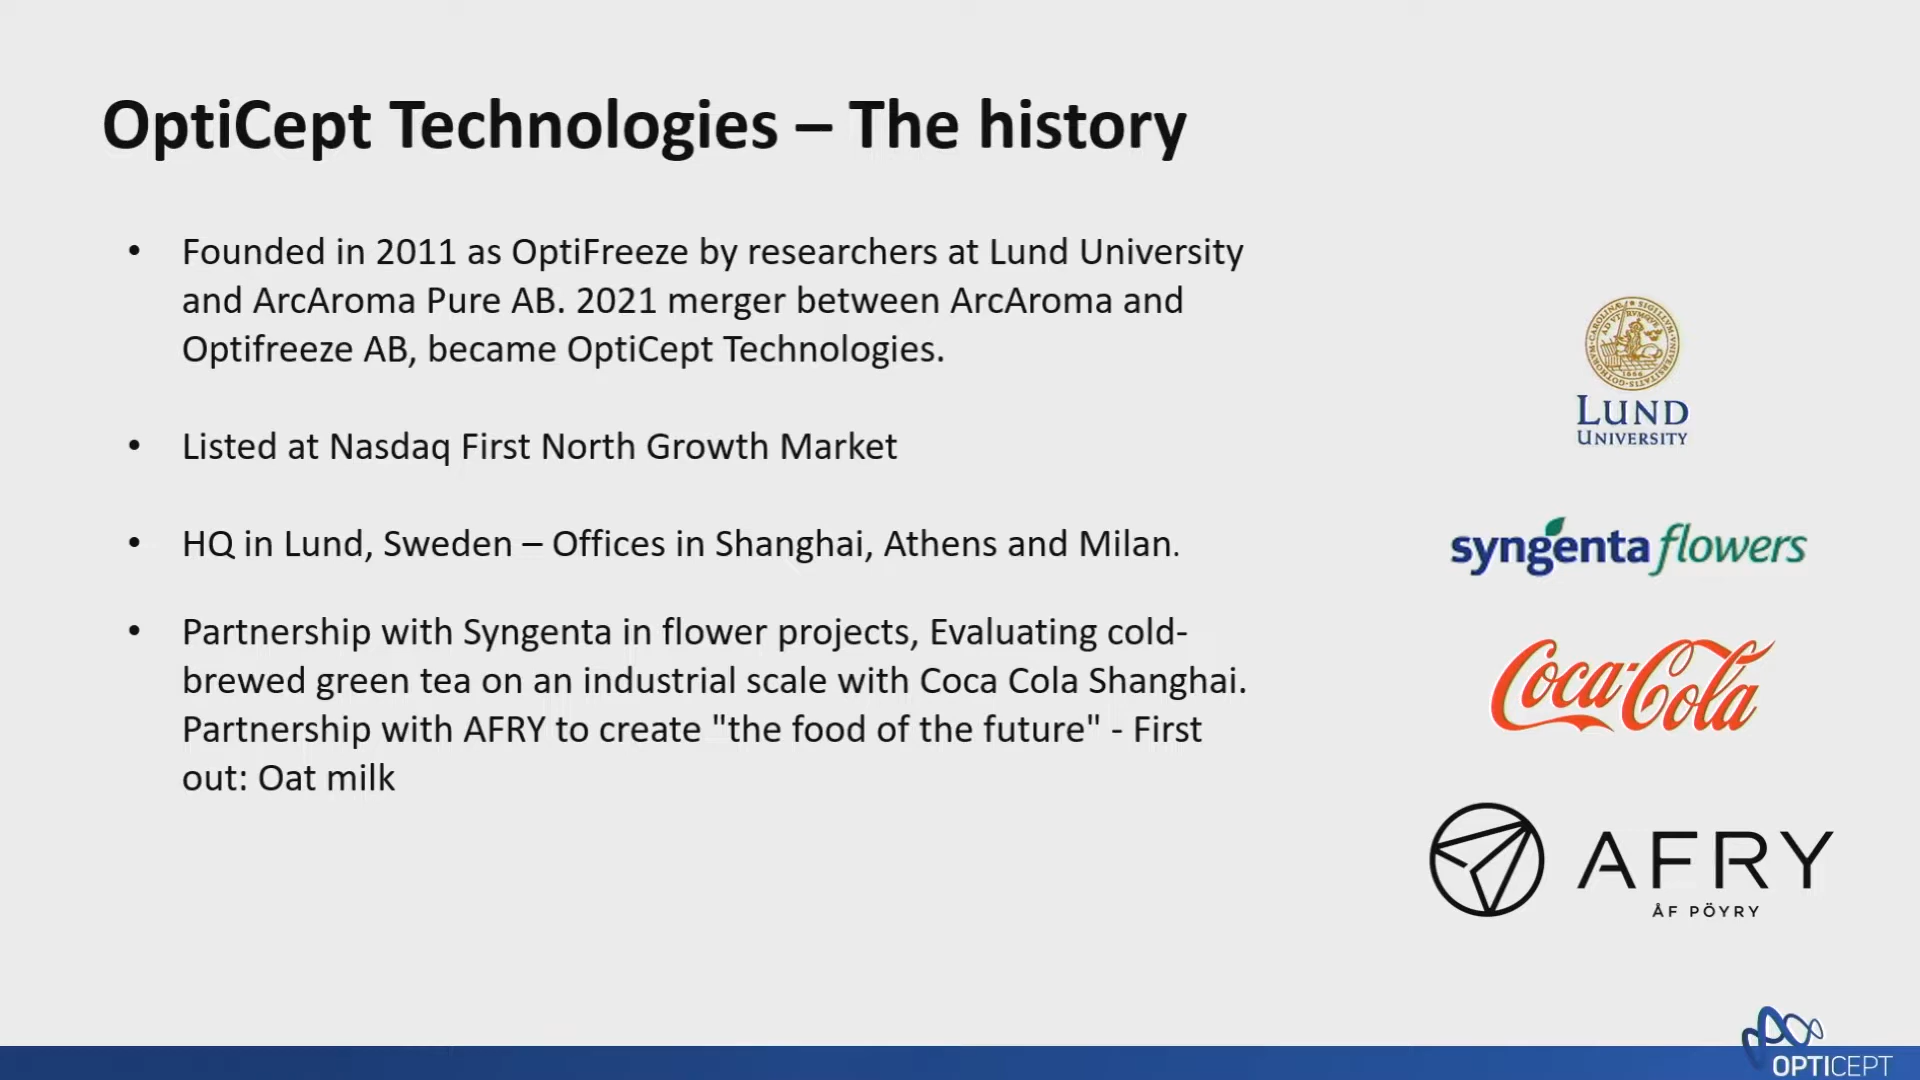 OptiCept Technologies – The history
• Founded in 2011 as OptiFreeze by researchers at Lund University
and ArcAroma Pure AB. 2021 merger between ArcAroma and
Optifreeze AB, became OptiCept Technologies.
• Listed at Nasdaq First North Growth Market
• HQ in Lund, Sweden – Offices in Shanghai, Athens and Milan.
• Partnership with Syngenta in flower projects, Evaluating cold-
brewed green tea on an industrial scale with Coca Cola Shanghai.
Partnership with AFRY to create "the food of the future" - First
out: Oat milk
LUND
UNIVERSITY
syngenta flowers
Coca-Cola
AFRY
ÅF PÖYRY
OPTICEPT